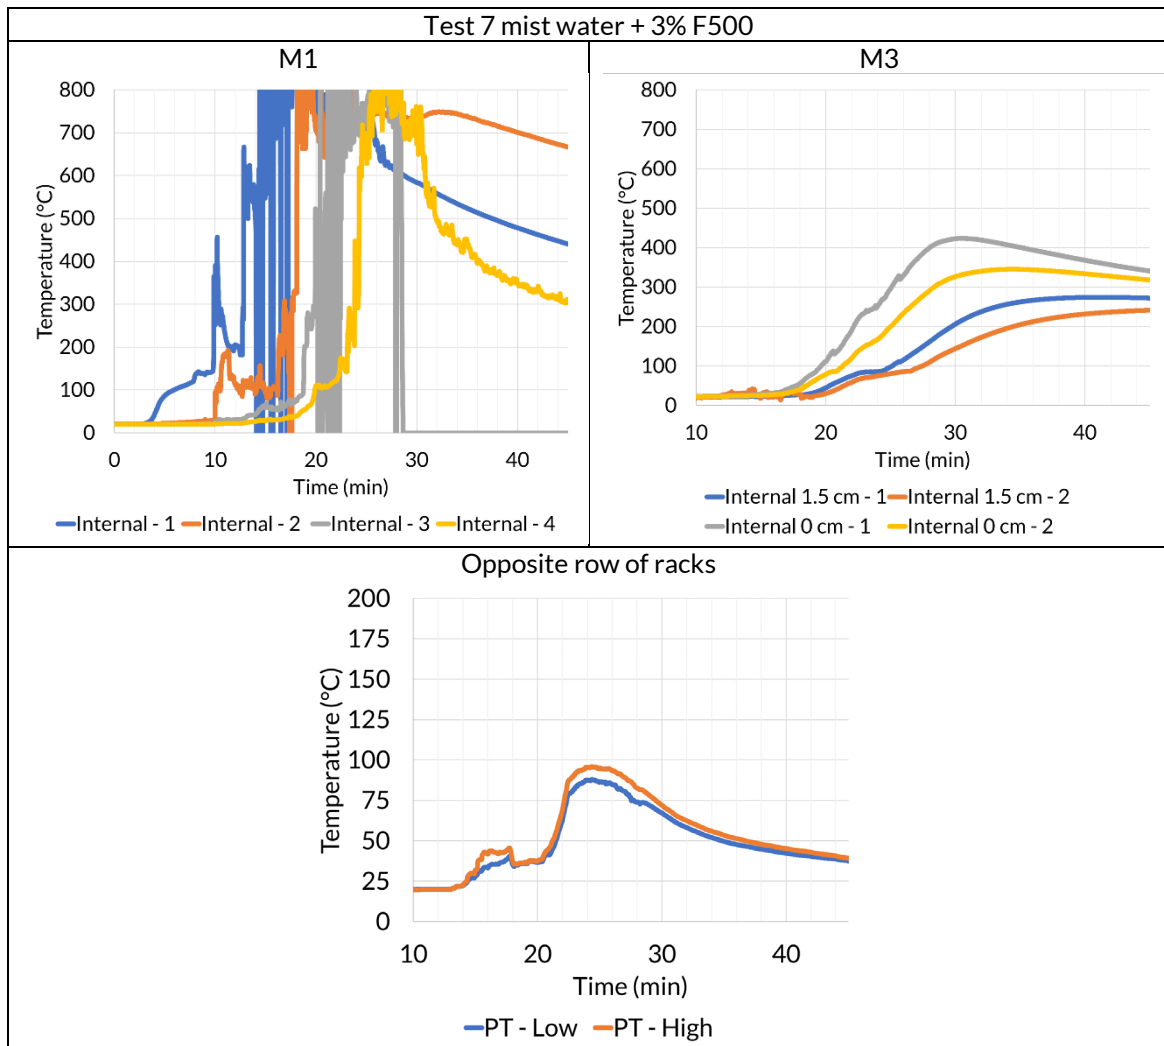 Test 7 mist water + 3% F500
M1
800
700
600
500
400
300
200
100
0
Temperature (°C)
0 10 20 30 40
Time (min)
Internal - 1 Internal - 2 Internal - 3 Internal - 4
M3
800
700
600
500
400
300
200
100
0
Temperature (°C)
10 20 30 40
Time (min)
Internal 1.5 cm - 1 Internal 1.5 cm - 2
Internal 0 cm - 1 Internal 0 cm - 2
Opposite row of racks
200
175
150
125
100
75
50
25
0
Temperature (°C)
10 20 30 40
Time (min)
PT - Low PT - High